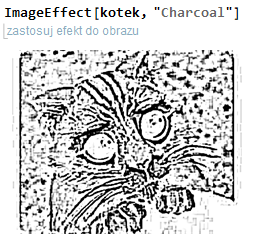 ImageEffect[kotek, "Charcoal"]
zastosuj efekt do obrazu